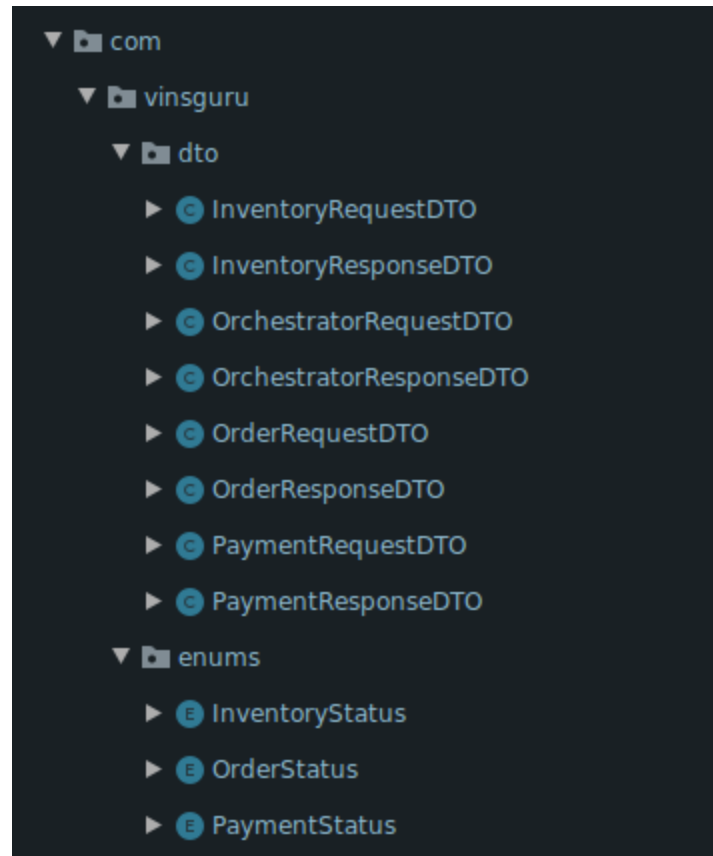 com
vinsguru
dto
C InventoryRequestDTO
C InventoryResponseDTO
C OrchestratorRequestDTO
C OrchestratorResponseDTO
C OrderRequestDTO
C OrderResponseDTO
C PaymentRequestDTO
C PaymentResponseDTO
enums
E InventoryStatus
E OrderStatus
E PaymentStatus